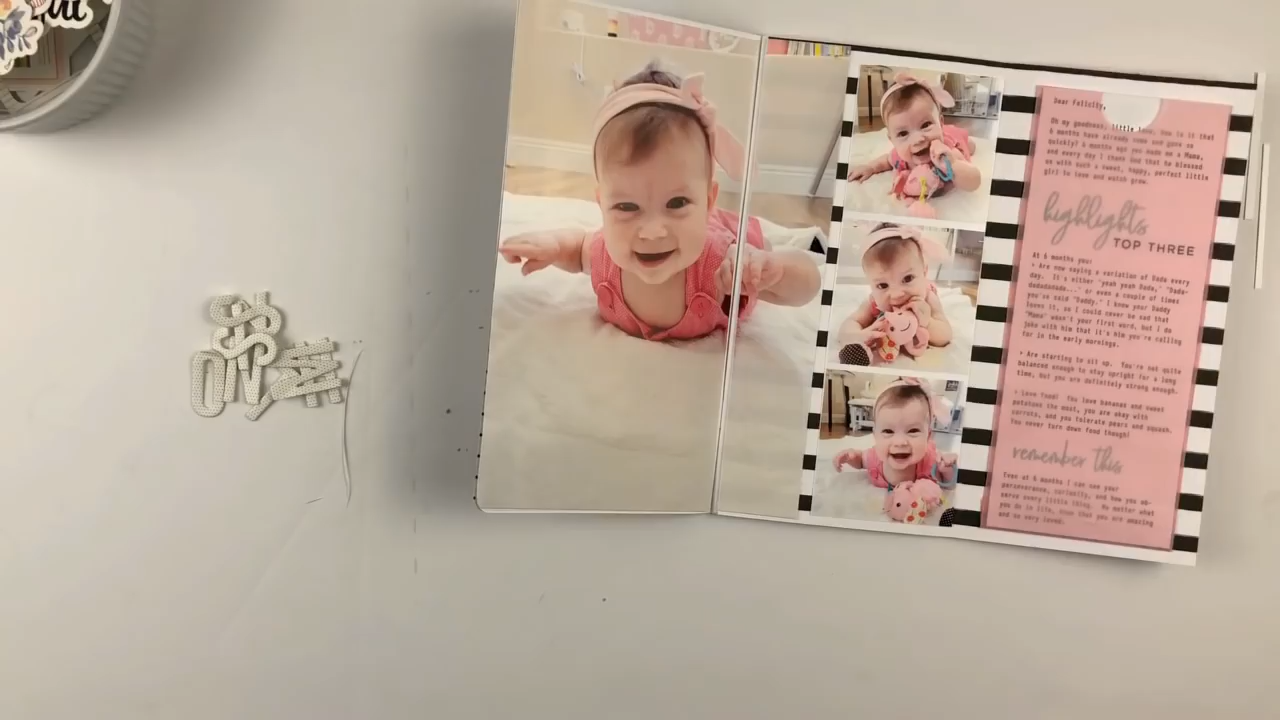 Dear Felicity,
Oh my goodness, little love, how is it that
6 months have already come and gone so
quickly? 6 months ago you made me a Mama,
and every day I thank God that he blessed
us with such a sweet, happy, perfect little
girl to love and watch grow.
highlights
TOP THREE
At 6 months you:
• Are now saying a variation of Dada every
day. It's either "yeah yeah Dada," "Dada-
dadadadada..." or even a couple of times
you've said "Daddy." I know your Daddy
loves it, so I could never be sad that
"Mama" wasn't your first word, but I do
joke with him that it's him you're calling
for in the early mornings.
• Are starting to sit up. You're not quite
balanced enough to stay upright for a long
time, but you are definitely strong enough.
• Love food! You love bananas and sweet
potatoes the most, you are okay with
carrots, and you tolerate pears and squash.
You never turn down food though!
remember this
Even at 6 months I can see your
perseverance, curiosity, and how you ob-
serve every little thing. No matter what
you do in life, know that you are amazing
and so very loved.